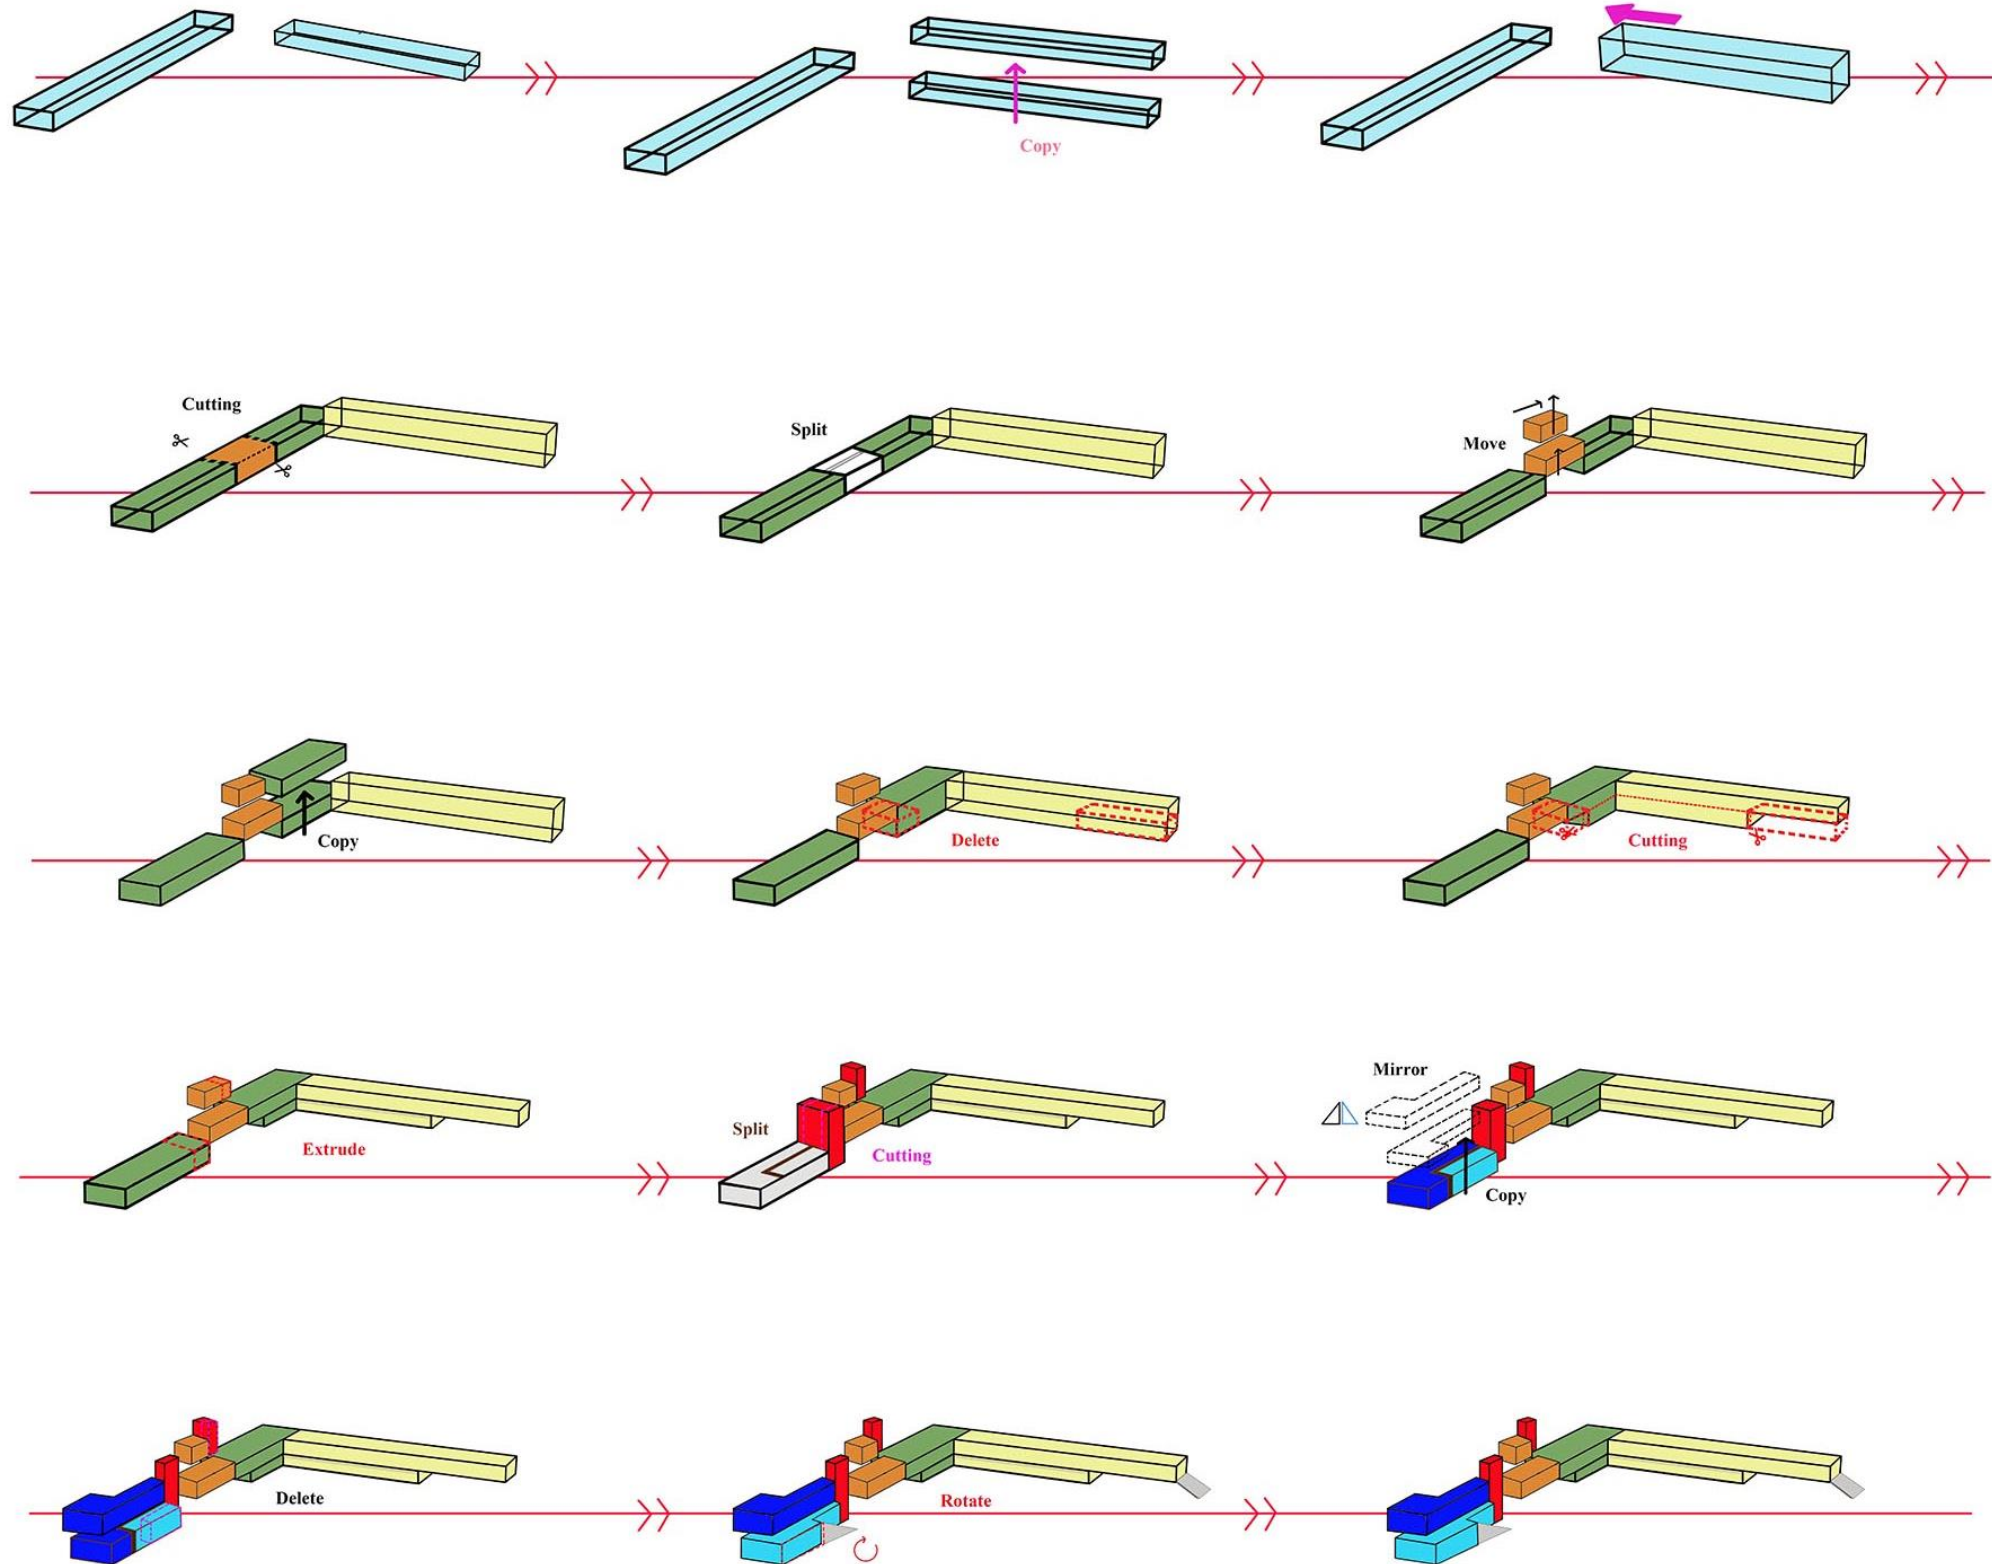 Copy
Cutting
Split
Move
Copy
Delete
Cutting
Extrude
Split
Cutting
Mirror
Copy
Delete
Rotate